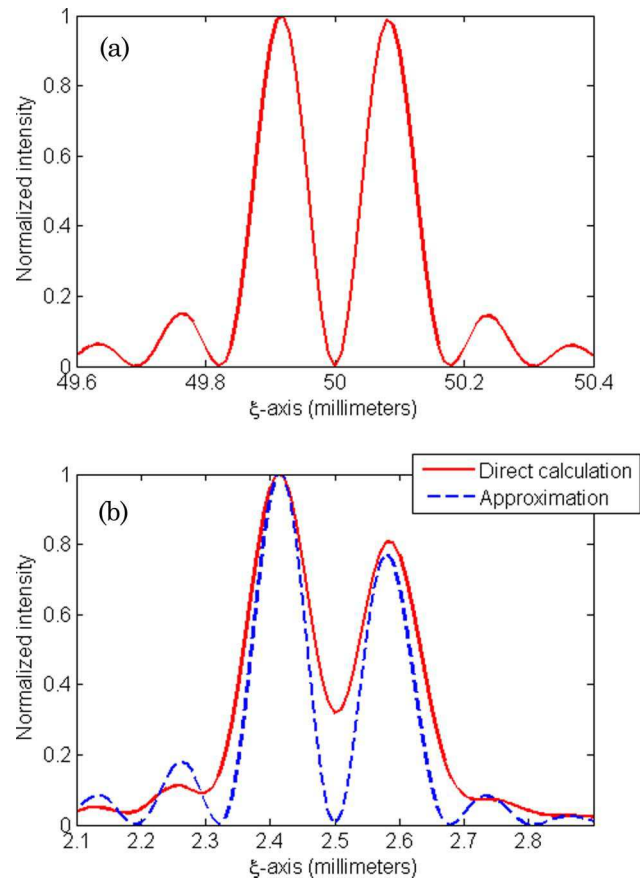 (a)
Normalized intensity
1
0.8
0.6
0.4
0.2
0
49.6 49.8 50 50.2 50.4
ξ-axis (millimeters)
Direct calculation
Approximation
(b)
Normalized intensity
1
0.8
0.6
0.4
0.2
0
2.1 2.2 2.3 2.4 2.5 2.6 2.7 2.8
ξ-axis (millimeters)